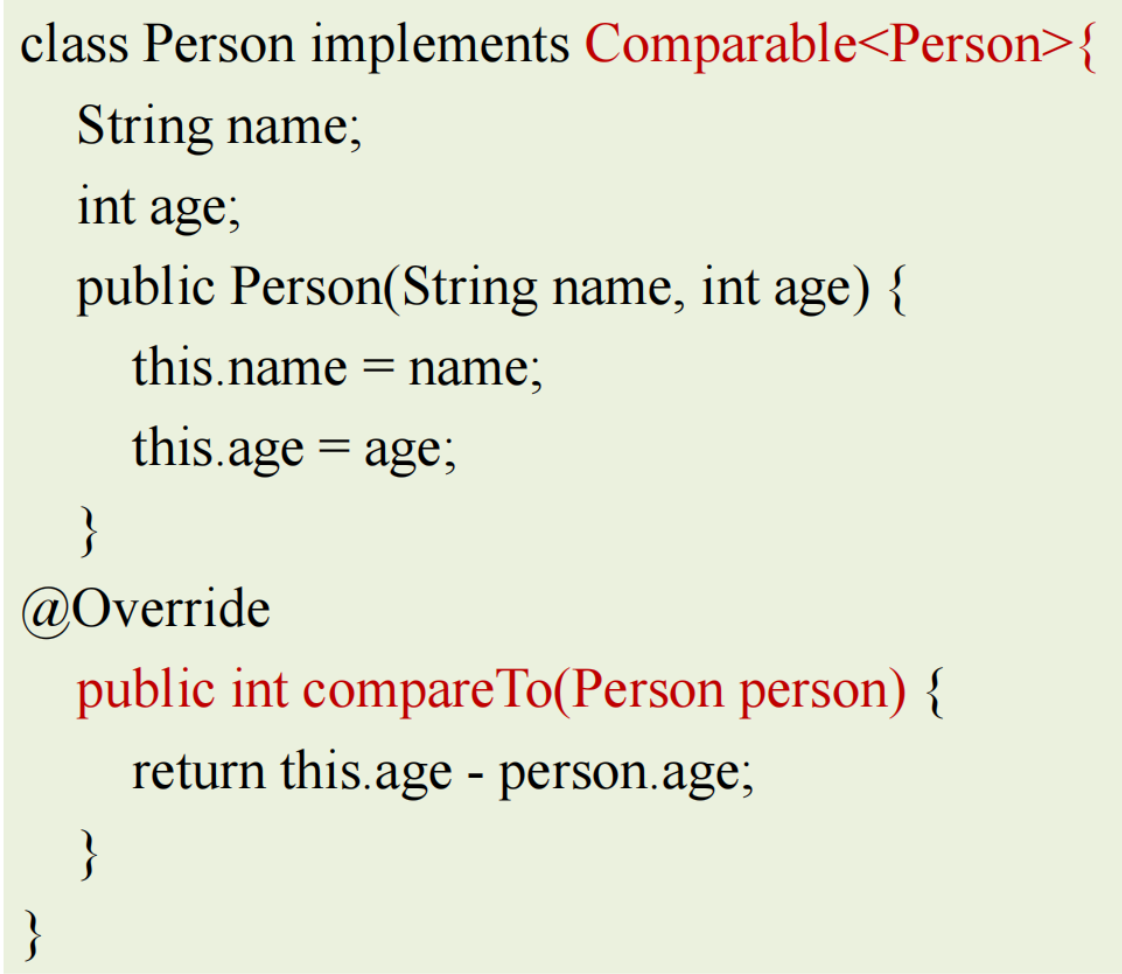 class Person implements Comparable<Person>{
String name;
int age;
public Person(String name, int age) {
this.name = name;
this.age = age;
}
@Override
public int compareTo(Person person) {
return this.age - person.age;
}
}